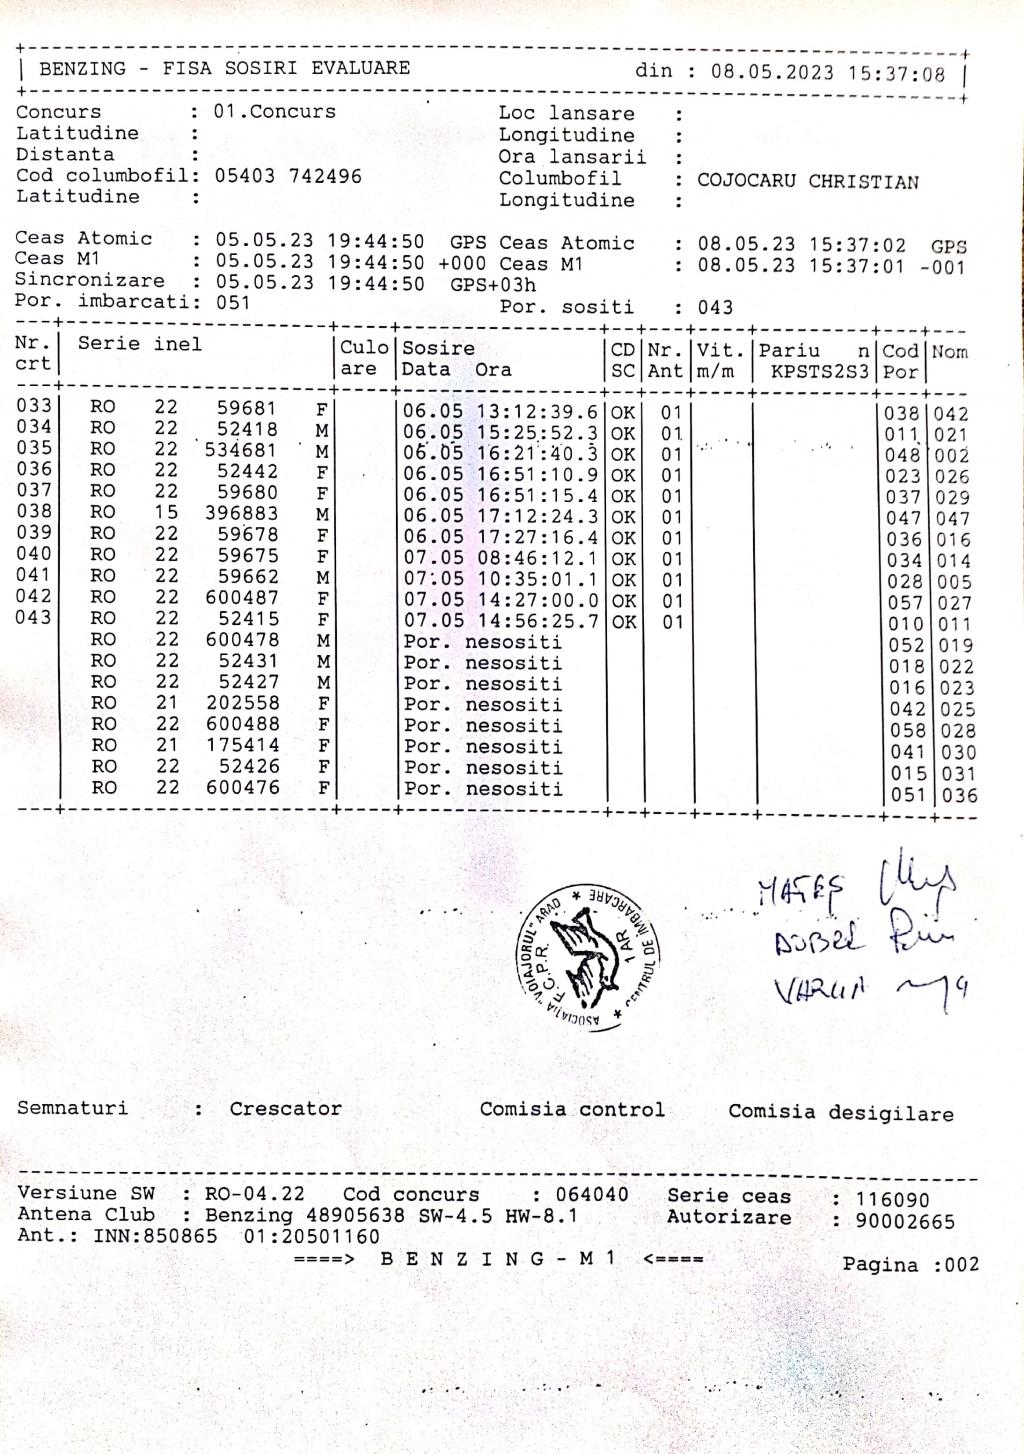 BENZING - FISA SOSIRI EVALUARE din : 08.05.2023 15:37:08
Concurs : 01.Concurs Loc lansare :
Latitudine : Longitudine :
Distanta : Ora lansarii :
Cod columbofil: 05403 742496 Columbofil : COJOCARU CHRISTIAN
Latitudine : Longitudine :
Ceas Atomic : 05.05.23 19:44:50 GPS Ceas Atomic : 08.05.23 15:37:02 GPS
Ceas M1 : 05.05.23 19:44:50 +000 Ceas M1 : 08.05.23 15:37:01 -001
Sincronizare : 05.05.23 19:44:50 GPS+03h
Por. imbarcati: 051 Por. sositi : 043
Nr. Serie inel Culo Sosire CD Nr. Vit. Pariu n Cod Nom
crt are Data Ora SC Ant m/m KPSTS2S3 Por
033 RO 22 59681 F 06.05 13:12:39.6 OK 01 038 042
034 RO 22 52418 M 06.05 15:25:52.3 OK 01 011 021
035 RO 22 534681 M 06.05 16:21:40.3 OK 01 048 002
036 RO 22 52442 F 06.05 16:51:10.9 OK 01 023 026
037 RO 22 59680 F 06.05 16:51:15.4 OK 01 037 029
038 RO 15 396883 M 06.05 17:12:24.3 OK 01 047 047
039 RO 22 59678 F 06.05 17:27:16.4 OK 01 036 016
040 RO 22 59675 F 07.05 08:46:12.1 OK 01 034 014
041 RO 22 59662 M 07.05 10:35:01.1 OK 01 028 005
042 RO 22 600487 F 07.05 14:27:00.0 OK 01 057 027
043 RO 22 52415 F 07.05 14:56:25.7 OK 01 010 011
RO 22 600478 M Por. nesositi 052 019
RO 22 52431 M Por. nesositi 018 022
RO 22 52427 M Por. nesositi 016 023
RO 21 202558 F Por. nesositi 042 025
RO 22 600488 F Por. nesositi 058 028
RO 21 175414 F Por. nesositi 041 030
RO 22 52426 F Por. nesositi 015 031
RO 22 600476 F Por. nesositi 051 036
ASOCIAȚIA "VOIAJORUL" ARAD * CENTRUL DE IMBARCARE *
F.C.P.R.
1AR
Semnaturi : Crescator Comisia control Comisia desigilare
Versiune SW : RO-04.22 Cod concurs : 064040 Serie ceas : 116090
Antena Club : Benzing 48905638 SW-4.5 HW-8.1 Autorizare : 90002665
Ant.: INN:850865 01:20501160
====> B E N Z I N G - M 1 <==== Pagina :002